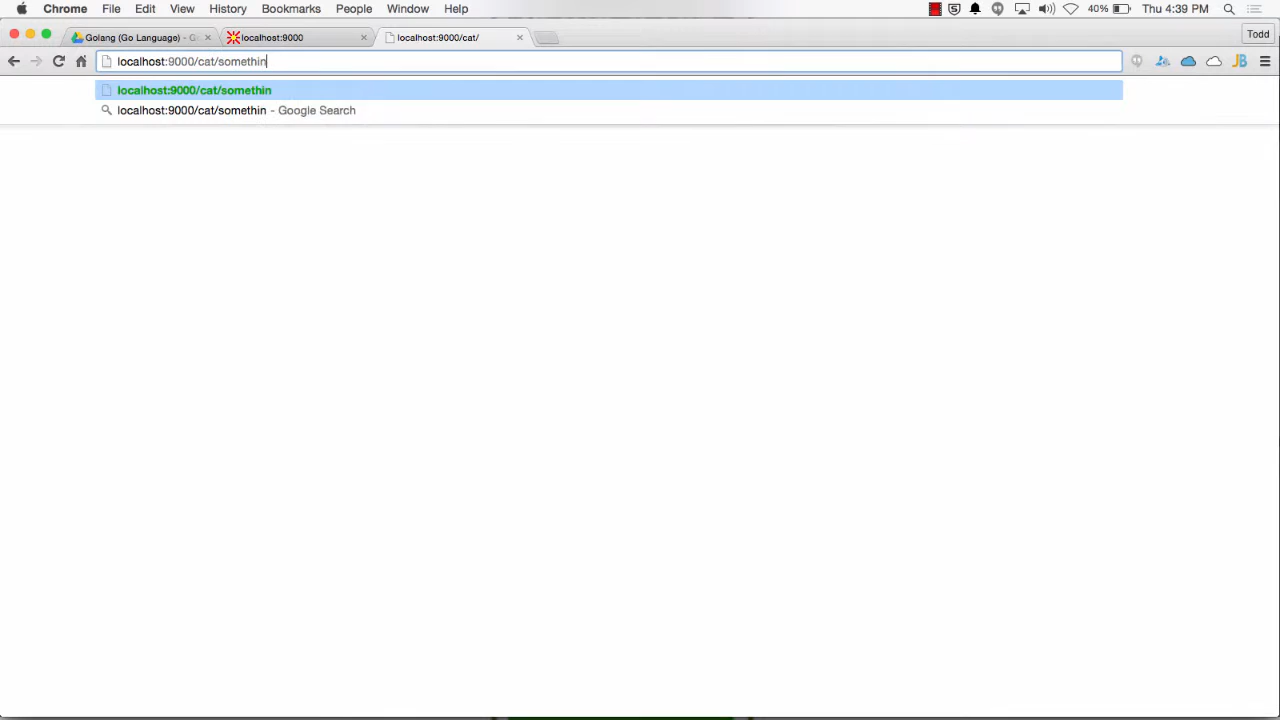 Chrome File Edit View History Bookmarks People Window Help 40% Thu 4:39 PM
Golang (Go Language) - G localhost:9000 localhost:9000/cat/ Todd
localhost:9000/cat/somethin JB
localhost:9000/cat/somethin
localhost:9000/cat/somethin - Google Search